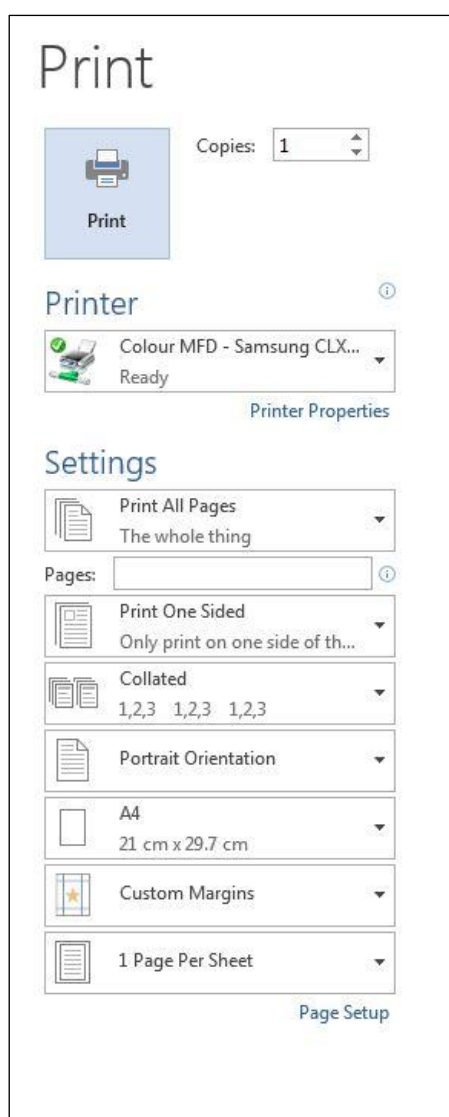 Print
Copies: 1
Print
Printer
Colour MFD - Samsung CLX...
Ready
Printer Properties
Settings
Print All Pages
The whole thing
Pages:
Print One Sided
Only print on one side of th...
Collated
1,2,3 1,2,3 1,2,3
Portrait Orientation
A4
21 cm x 29.7 cm
Custom Margins
1 Page Per Sheet
Page Setup